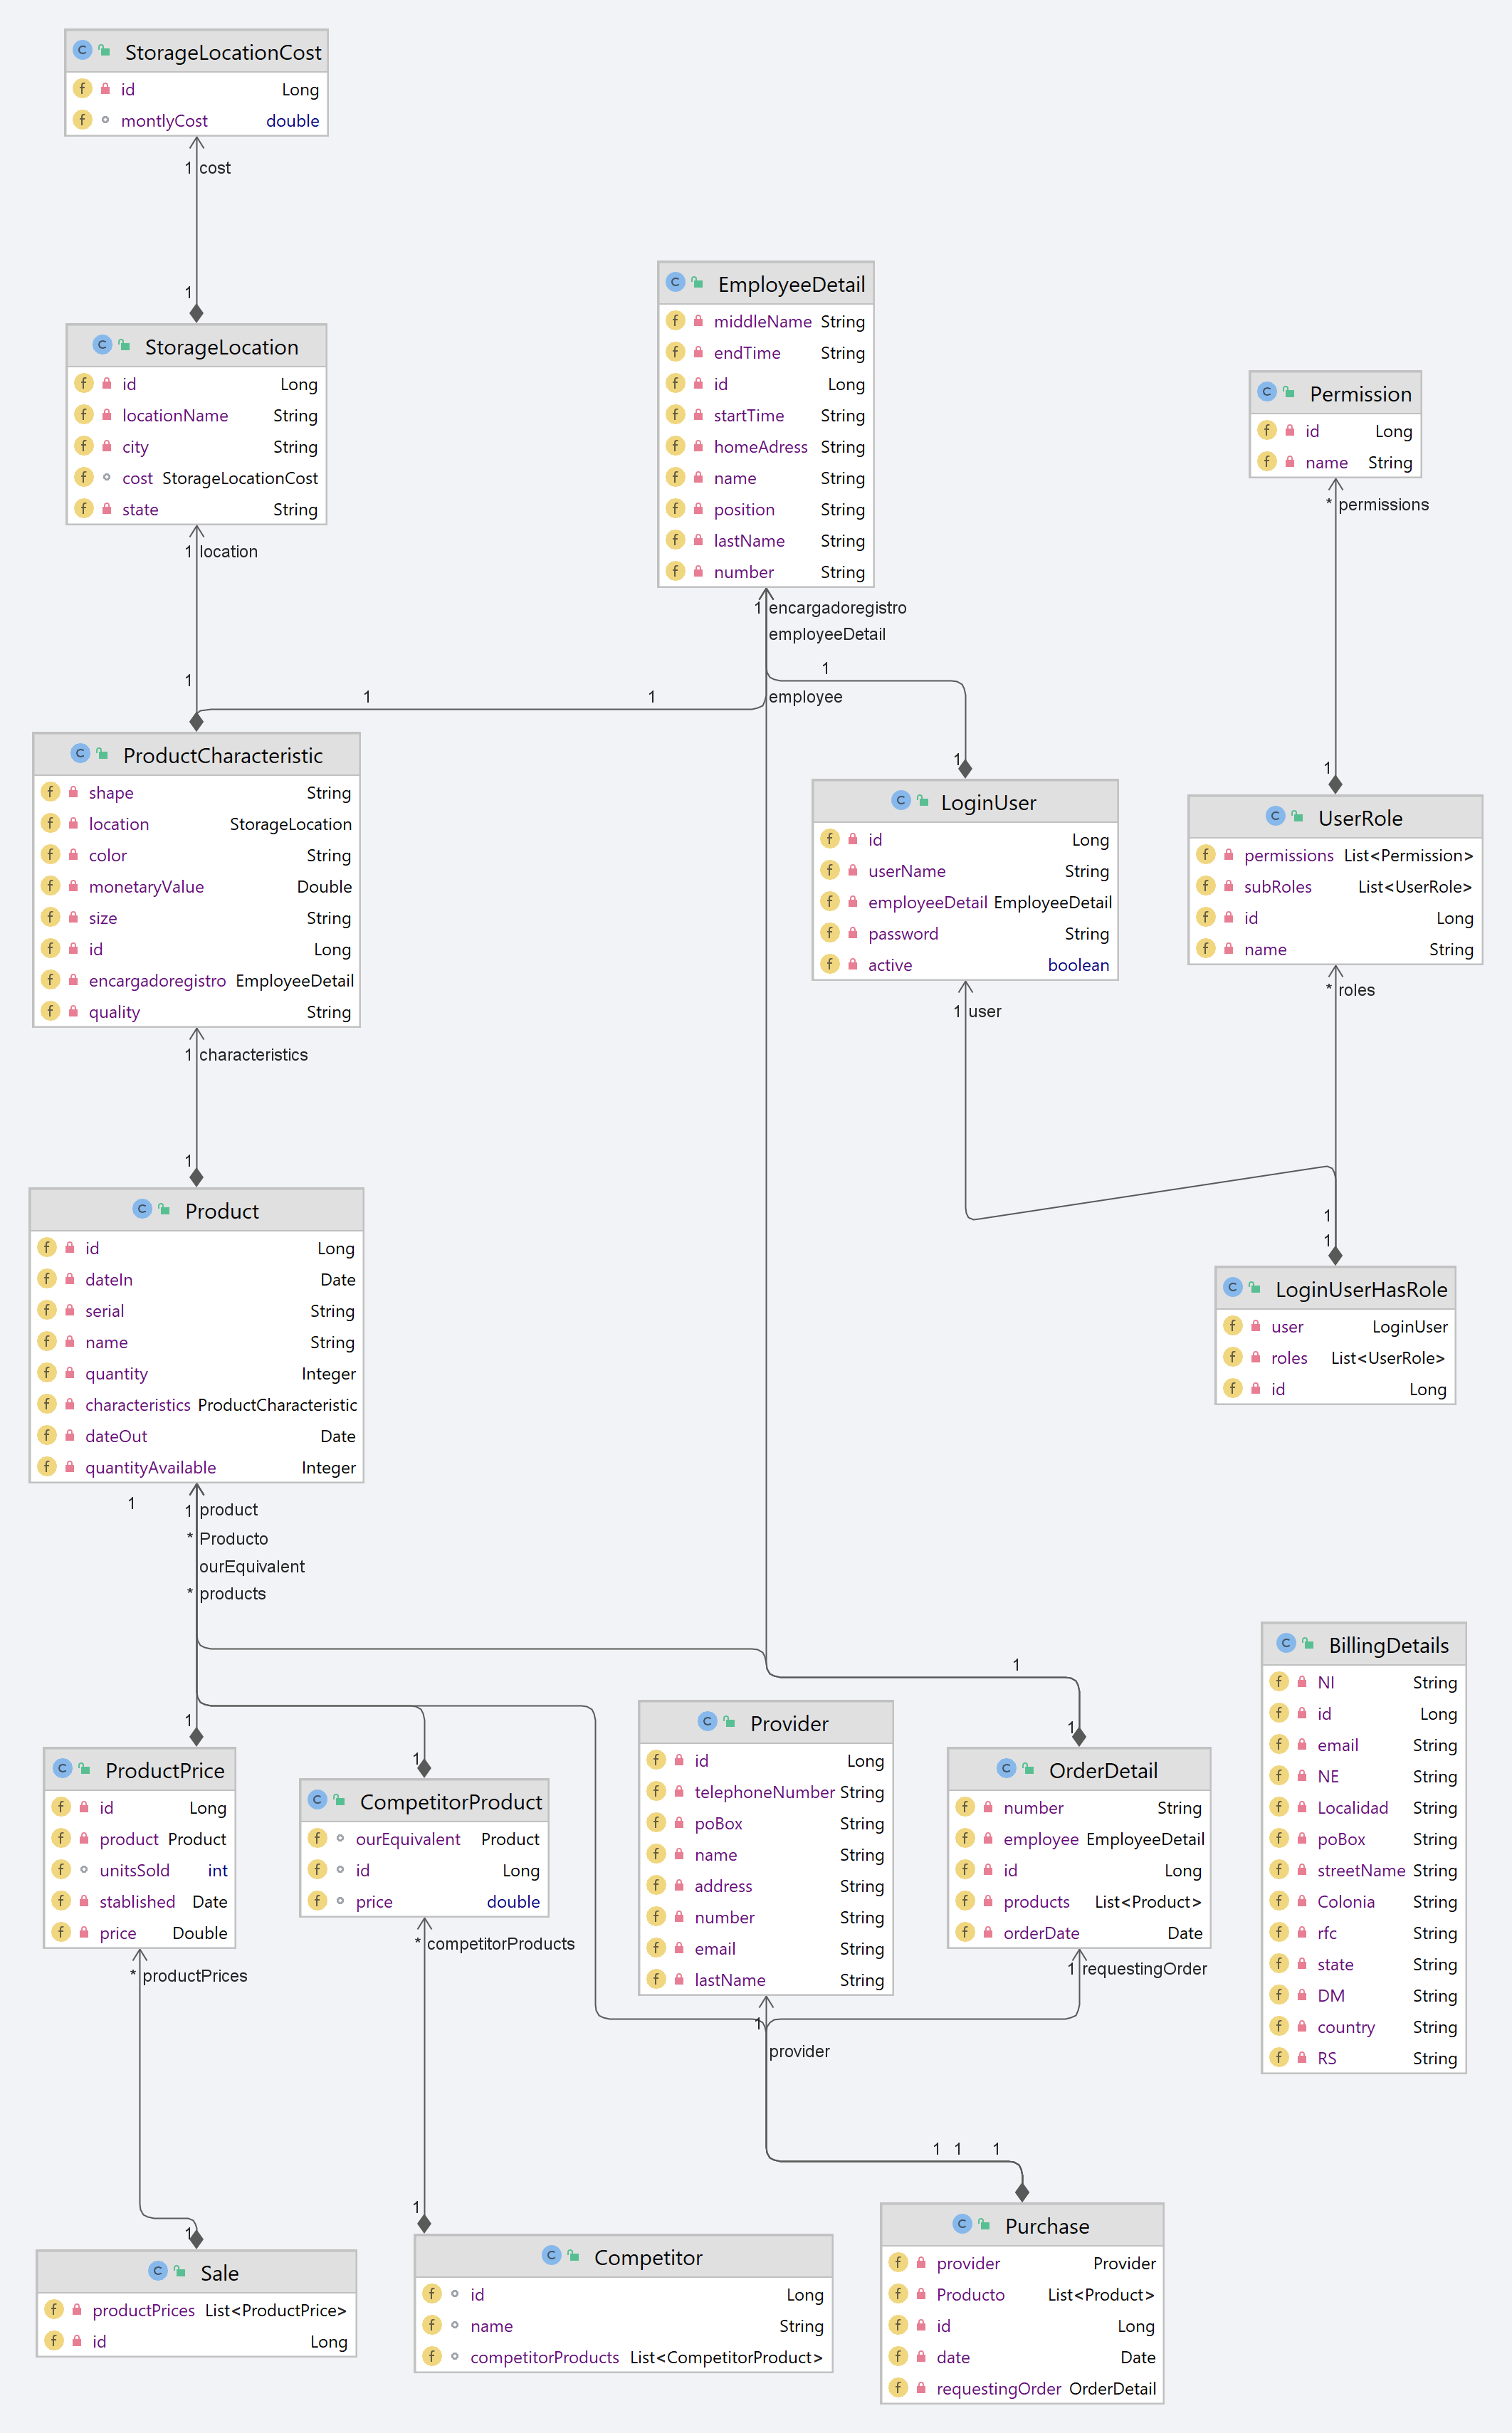 StorageLocationCost
id Long
montlyCost double
1 cost
1
StorageLocation
id Long
locationName String
city String
cost StorageLocationCost
state String
1 location
1
EmployeeDetail
middleName String
endTime String
id Long
startTime String
homeAdress String
name String
position String
lastName String
number String
1 encargadoregistro
employeeDetail
1
1 1 employee
Permission
id Long
name String
* permissions
1
ProductCharacteristic
shape String
location StorageLocation
color String
monetaryValue Double
size String
id Long
encargadoregistro EmployeeDetail
quality String
1 characteristics
1
1
LoginUser
id Long
userName String
employeeDetail EmployeeDetail
password String
active boolean
1 user
UserRole
permissions List<Permission>
subRoles List<UserRole>
id Long
name String
* roles
1
1
LoginUserHasRole
user LoginUser
roles List<UserRole>
id Long
Product
id Long
dateIn Date
serial String
name String
quantity Integer
characteristics ProductCharacteristic
dateOut Date
quantityAvailable Integer
1 1 product
* Producto
ourEquivalent
* products
1
1
1
1
ProductPrice
id Long
product Product
unitsSold int
stablished Date
price Double
* productPrices
CompetitorProduct
ourEquivalent Product
id Long
price double
* competitorProducts
Provider
id Long
telephoneNumber String
poBox String
name String
address String
number String
email String
lastName String
1
provider
OrderDetail
number String
employee EmployeeDetail
id Long
products List<Product>
orderDate Date
1 requestingOrder
BillingDetails
NI String
id Long
email String
NE String
Localidad String
poBox String
streetName String
Colonia String
rfc String
state String
DM String
country String
RS String
1 1 1
1
1
Sale
productPrices List<ProductPrice>
id Long
Competitor
id Long
name String
competitorProducts List<CompetitorProduct>
Purchase
provider Provider
Producto List<Product>
id Long
date Date
requestingOrder OrderDetail